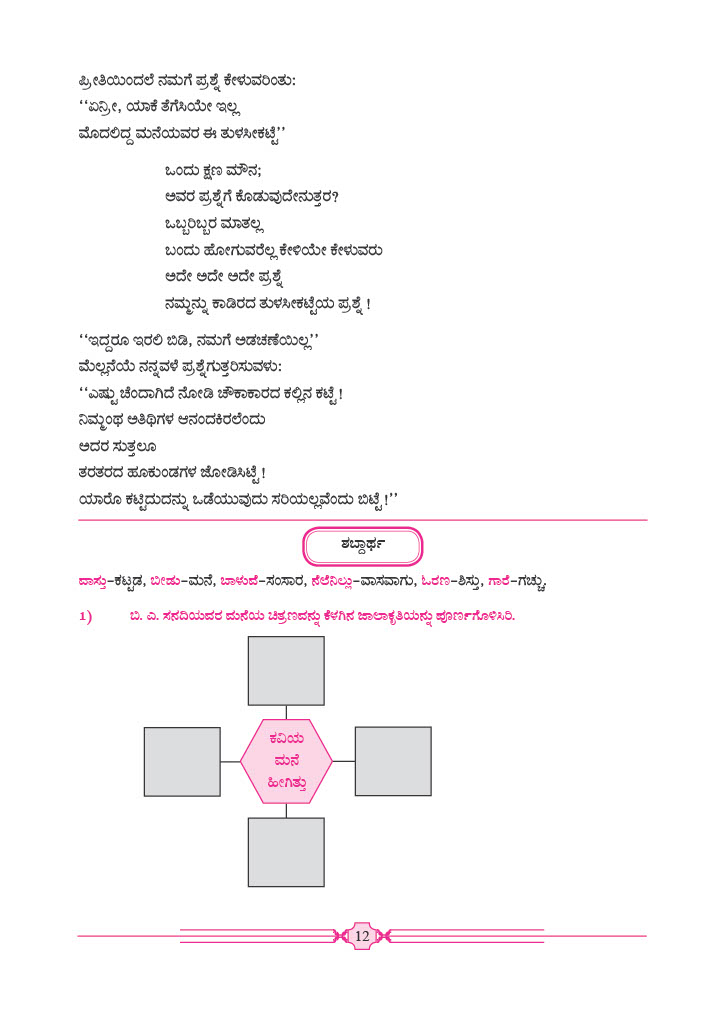 ಪ್ರೀತಿಯಿಂದಲೆ ನಮಗೆ ಪ್ರಶ್ನೆ ಕೇಳುವರಿಂತು:
‘‘ಏನ್ರೀ, ಯಾಕೆ ತೆಗೆಸಿಯೇ ಇಲ್ಲ
ಮೊದಲಿದ್ದ ಮನೆಯವರ ಈ ತುಳಸೀಕಟ್ಟೆ’’
ಒಂದು ಕ್ಷಣ ಮೌನ;
ಅವರ ಪ್ರಶ್ನೆಗೆ ಕೊಡುವುದೇನುತ್ತರ?
ಒಬ್ಬರಿಬ್ಬರ ಮಾತಲ್ಲ
ಬಂದು ಹೋಗುವರೆಲ್ಲ ಕೇಳಿಯೇ ಕೇಳುವರು
ಅದೇ ಅದೇ ಅದೇ ಪ್ರಶ್ನೆ
ನಮ್ಮನ್ನು ಕಾಡಿರದ ತುಳಸೀಕಟ್ಟೆಯ ಪ್ರಶ್ನೆ !
‘‘ಇದ್ದರೂ ಇರಲಿ ಬಿಡಿ, ನಮಗೆ ಅಡಚಣೆಯಿಲ್ಲ’’
ಮೆಲ್ಲನೆಯೆ ನನ್ನವಳೆ ಪ್ರಶ್ನೆಗುತ್ತರಿಸುವಳು:
‘‘ಎಷ್ಟು ಚೆಂದಾಗಿದೆ ನೋಡಿ ಚೌಕಾಕಾರದ ಕಲ್ಲಿನ ಕಟ್ಟೆ !
ನಿಮ್ಮಂಥ ಅತಿಥಿಗಳ ಆನಂದಕಿರಲೆಂದು
ಅದರ ಸುತ್ತಲೂ
ತರತರದ ಹೂಕುಂಡಗಳ ಜೋಡಿಸಿಟ್ಟೆ !
ಯಾರೊ ಕಟ್ಟಿದುದನ್ನು ಒಡೆಯುವುದು ಸರಿಯಲ್ಲವೆಂದು ಬಿಟ್ಟೆ !’’
ಶಬ್ದಾರ್ಥ
ವಾಸ್ತು–ಕಟ್ಟಡ, ಬೀಡು–ಮನೆ, ಬಾಳುವೆ–ಸಂಸಾರ, ನೆಲೆನಿಲ್ಲು–ವಾಸವಾಗು, ಓರಣ–ಶಿಸ್ತು, ಗಾರೆ–ಗಚ್ಚು.
1) ಬಿ. ಎ. ಸನದಿಯವರ ಮನೆಯ ಚಿತ್ರಣವನ್ನು ಕೆಳಗಿನ ಜಾಲಾಕೃತಿಯನ್ನು ಪೂರ್ಣಗೊಳಿಸಿರಿ.
ಕವಿಯ
ಮನೆ
ಹೀಗಿತ್ತು
12